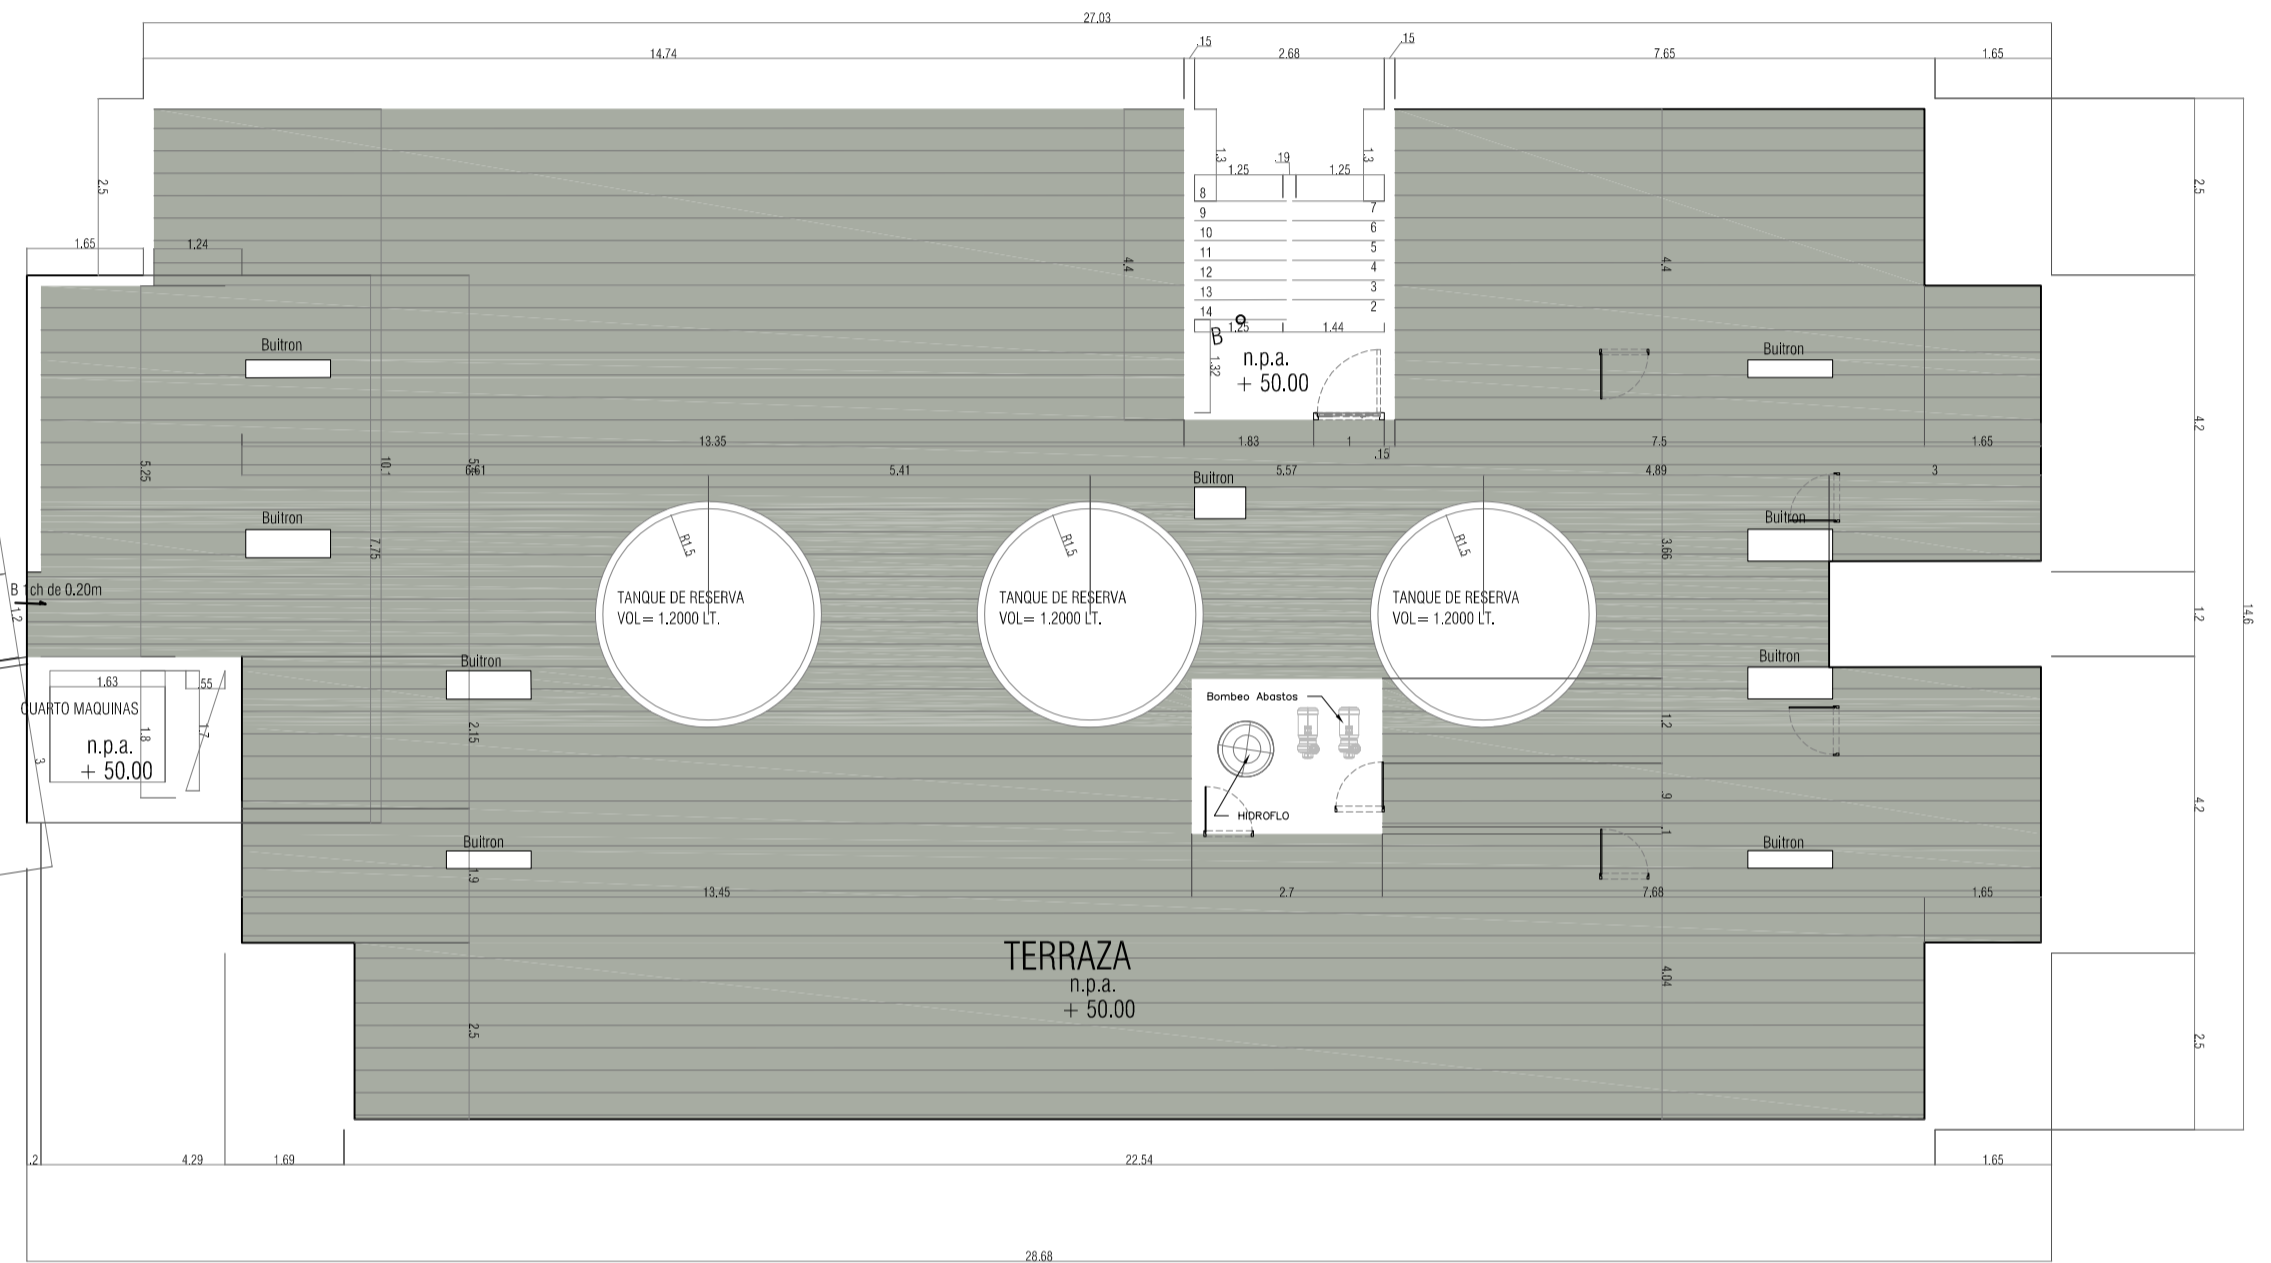 27.03
14.74
.15
2.68
.15
7.65
1.65
2.5
1.3
1.25
.19
1.25
1.3
2.5
8
7
9
6
10
5
11
4
12
3
13
2
14
1.25
1.44
1.65
1.24
4.4
4.4
B
1.32
n.p.a.
+ 50.00
Buitron
Buitron
13.35
1.83
1
.15
7.5
1.65
4.2
5.25
10.1
6.61
5.41
5.57
4.89
3
Buitron
Buitron
Buitron
7.75
R1.5
R1.5
R1.5
3.66
B 1ch de 0.20m
1.2
TANQUE DE RESERVA
VOL= 1.2000 LT.
TANQUE DE RESERVA
VOL= 1.2000 LT.
TANQUE DE RESERVA
VOL= 1.2000 LT.
1.2
14.6
Buitron
Buitron
1.63
.55
CUARTO MAQUINAS
1.8
1.7
n.p.a.
+ 50.00
3
2.15
Bombeo Abastos
1.2
HIDROFLO
.9
.1
4.2
Buitron
Buitron
1.9
13.45
2.7
7.68
1.65
TERRAZA
n.p.a.
+ 50.00
4.04
2.5
2.5
.2
4.29
1.69
22.54
1.65
28.68